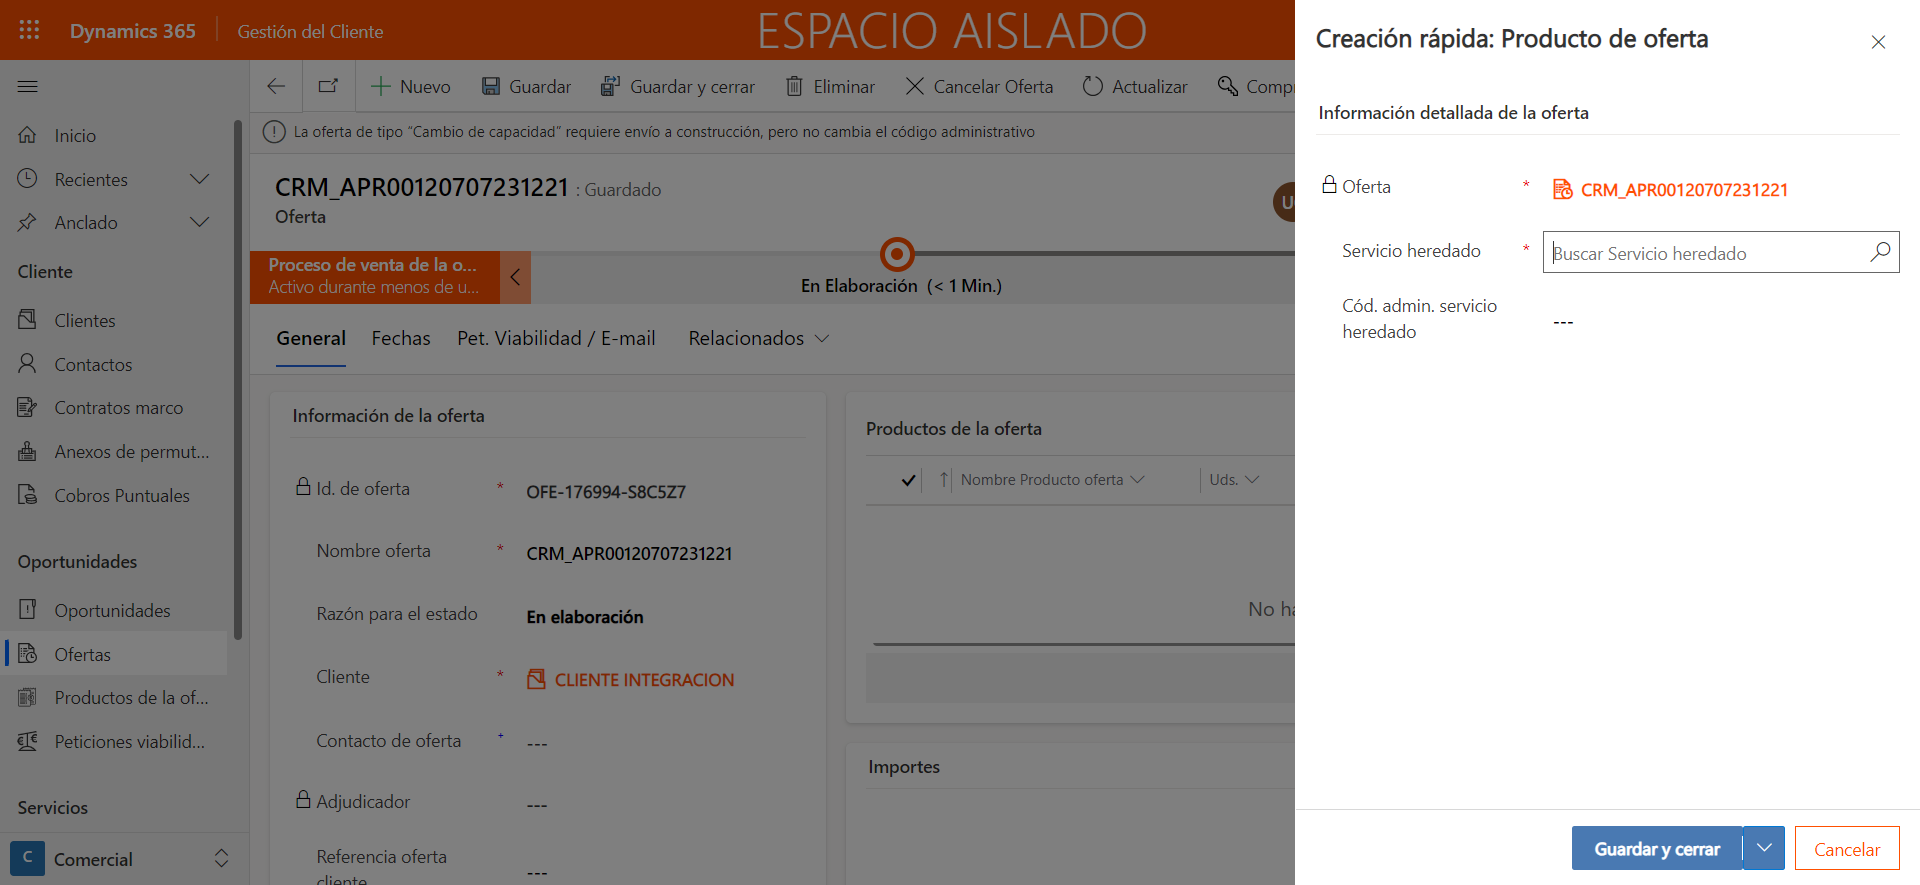 Dynamics 365
Gestión del Cliente
ESPACIO AISLADO
Nuevo
Guardar
Guardar y cerrar
Eliminar
Cancelar Oferta
Actualizar
Comp
La oferta de tipo “Cambio de capacidad” requiere envío a construcción, pero no cambia el código administrativo
Inicio
Recientes
Anclado
Cliente
Clientes
Contactos
Contratos marco
Anexos de permut...
Cobros Puntuales
Oportunidades
Oportunidades
Ofertas
Productos de la of...
Peticiones viabilid...
Servicios
C
Comercial
CRM_APR00120707231221 : Guardado
Oferta
U
Proceso de venta de la o...
Activo durante menos de u...
En Elaboración (< 1 Min.)
General
Fechas
Pet. Viabilidad / E-mail
Relacionados
Información de la oferta
Id. de oferta * OFE-176994-S8C5Z7
Nombre oferta * CRM_APR00120707231221
Razón para el estado En elaboración
Cliente * CLIENTE INTEGRACION
Contacto de oferta + ---
Adjudicador ---
Referencia oferta
cliente ---
Productos de la oferta
Nombre Producto oferta
Uds.
No ha
Importes
Creación rápida: Producto de oferta
Información detallada de la oferta
Oferta * CRM_APR00120707231221
Servicio heredado * Buscar Servicio heredado
Cód. admin. servicio
heredado ---
Guardar y cerrar
Cancelar